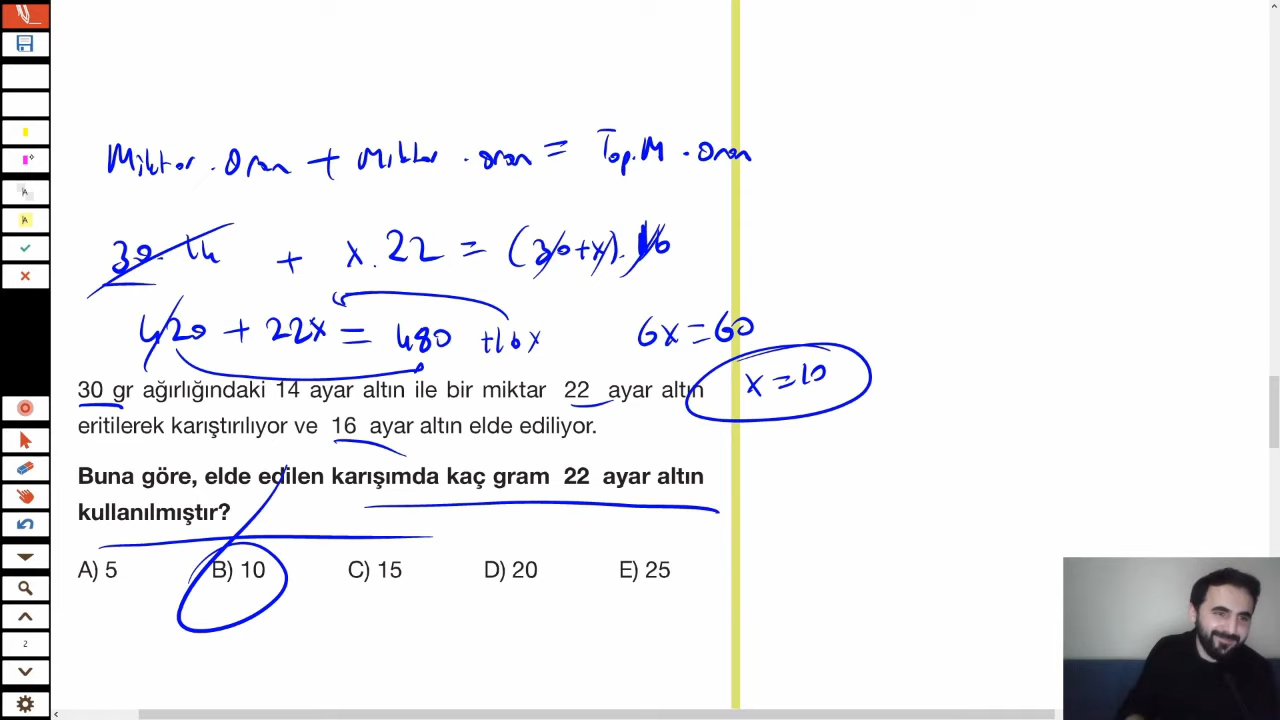 Miktar . Oran + Miktar . oran = Top.M . Oran
30. 14 + x . 22 = (30+x). 16
420 + 22x = 480 +16x 6x=60
x=10
30 gr ağırlığındaki 14 ayar altın ile bir miktar 22 ayar altın
eritilerek karıştırılıyor ve 16 ayar altın elde ediliyor.
Buna göre, elde edilen karışımda kaç gram 22 ayar altın
kullanılmıştır?
A) 5 B) 10 C) 15 D) 20 E) 25
2